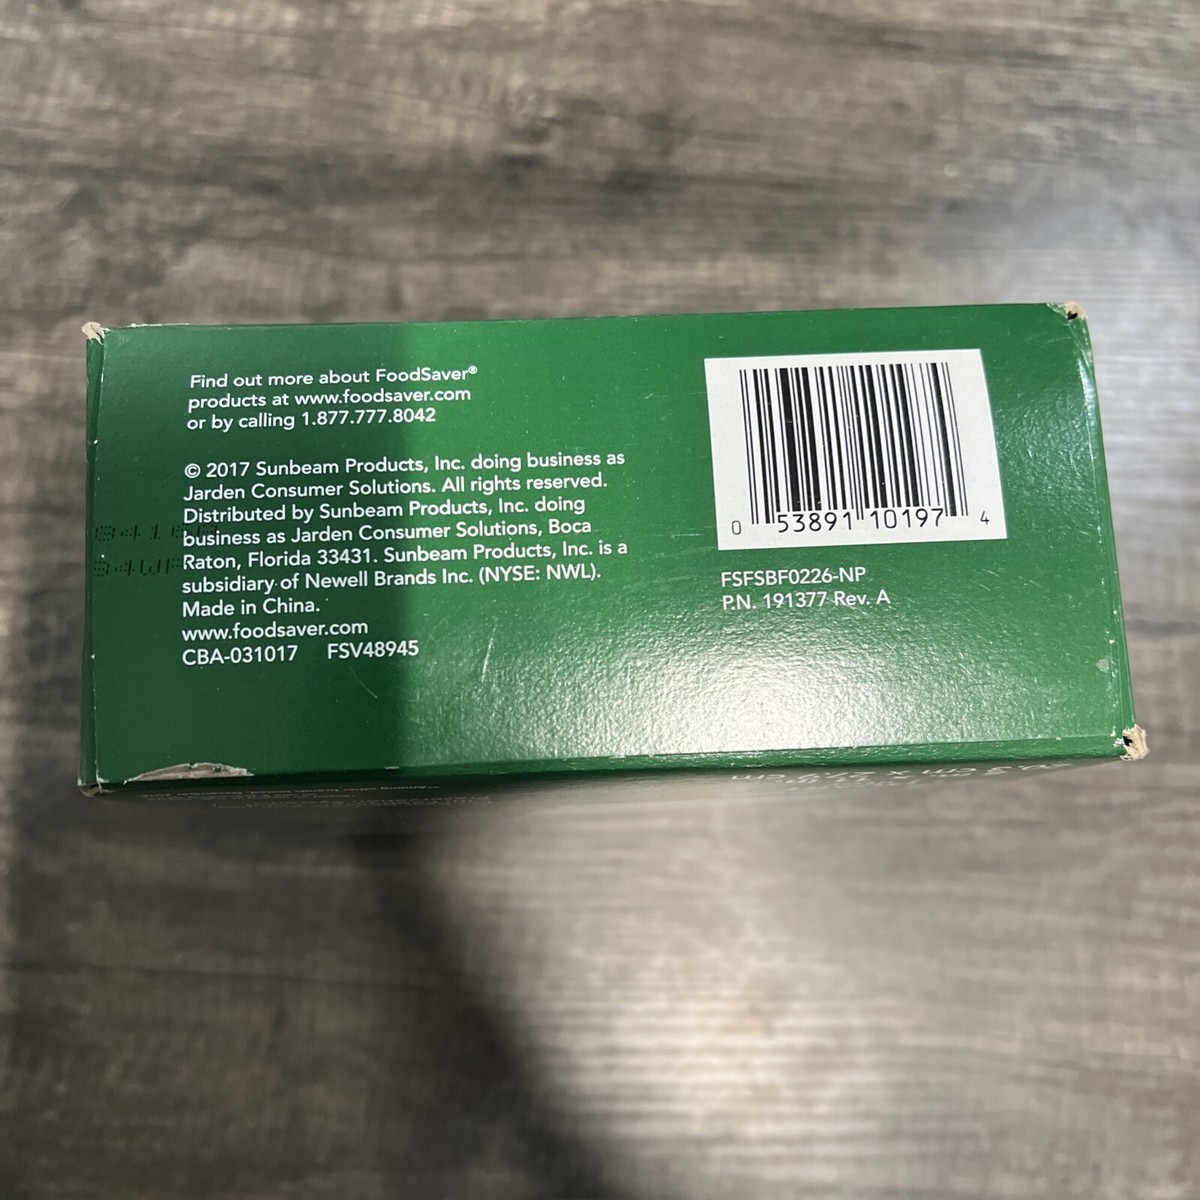 Find out more about FoodSaver®
products at www.foodsaver.com
or by calling 1.877.777.8042
© 2017 Sunbeam Products, Inc. doing business as
Jarden Consumer Solutions. All rights reserved.
Distributed by Sunbeam Products, Inc. doing
business as Jarden Consumer Solutions, Boca
Raton, Florida 33431. Sunbeam Products, Inc. is a
subsidiary of Newell Brands Inc. (NYSE: NWL).
Made in China.
www.foodsaver.com
CBA-031017 FSV48945
0 53891 10197 4
FSFSBF0226-NP
P.N. 191377 Rev. A